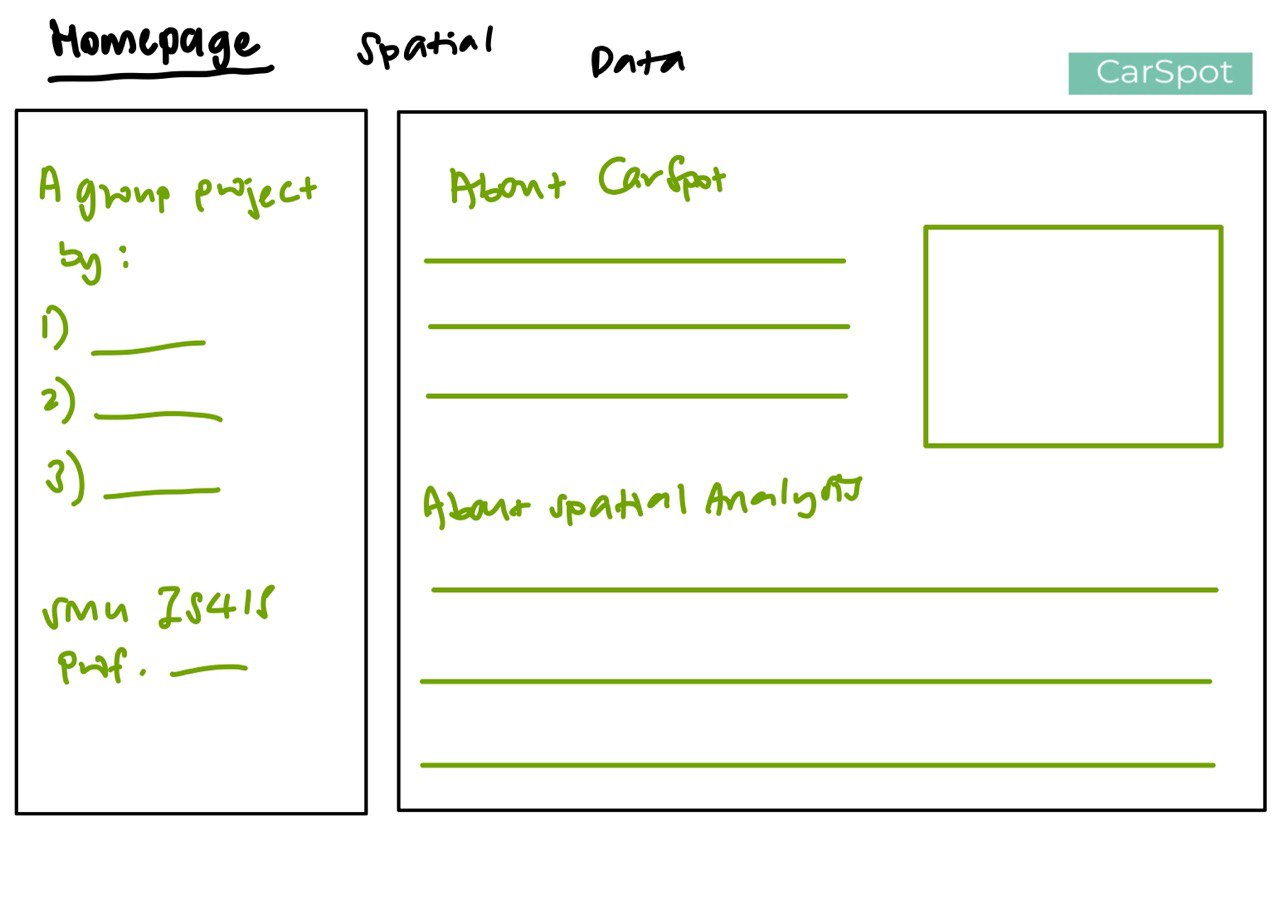 Homepage Spatial Data
CarSpot
A group project
by:
1)
2)
3)
SMU IS415
Prof.
About CarSpot
About Spatial Analysis